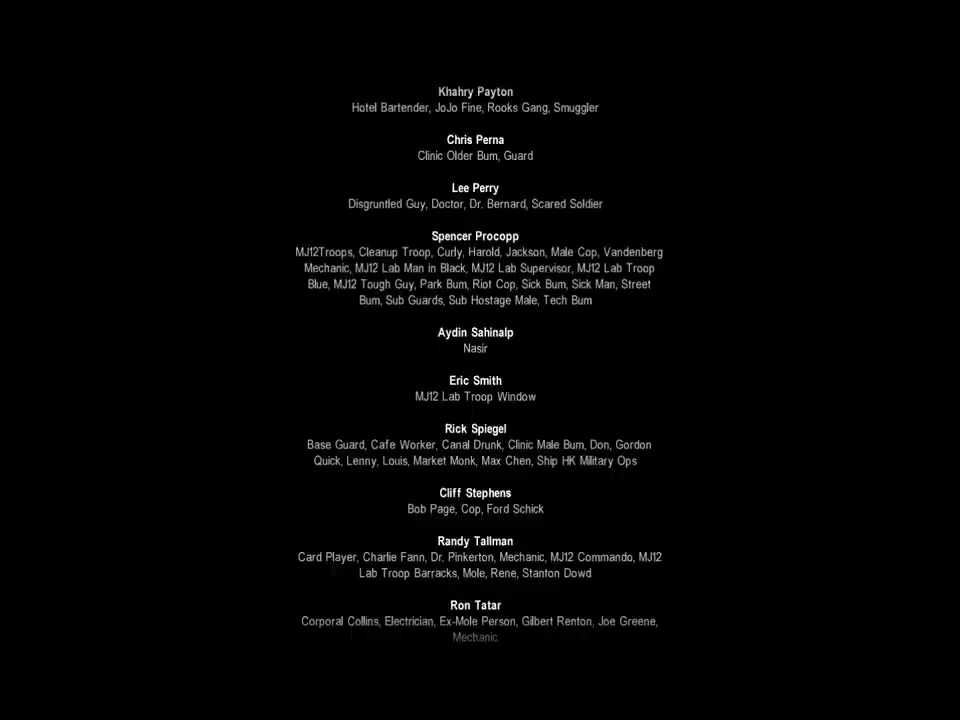 Khahry Payton
Hotel Bartender, JoJo Fine, Rooks Gang, Smuggler
Chris Perna
Clinic Older Bum, Guard
Lee Perry
Disgruntled Guy, Doctor, Dr. Bernard, Scared Soldier
Spencer Procopp
MJ12Troops, Cleanup Troop, Curly, Harold, Jackson, Male Cop, Vandenberg
Mechanic, MJ12 Lab Man in Black, MJ12 Lab Supervisor, MJ12 Lab Troop
Blue, MJ12 Tough Guy, Park Bum, Riot Cop, Sick Bum, Sick Man, Street
Bum, Sub Guards, Sub Hostage Male, Tech Bum
Aydin Sahinalp
Nasir
Eric Smith
MJ12 Lab Troop Window
Rick Spiegel
Base Guard, Cafe Worker, Canal Drunk, Clinic Male Bum, Don, Gordon
Quick, Lenny, Louis, Market Monk, Max Chen, Ship HK Military Ops
Cliff Stephens
Bob Page, Cop, Ford Schick
Randy Tallman
Card Player, Charlie Fann, Dr. Pinkerton, Mechanic, MJ12 Commando, MJ12
Lab Troop Barracks, Mole, Rene, Stanton Dowd
Ron Tatar
Corporal Collins, Electrician, Ex-Mole Person, Gilbert Renton, Joe Greene,
Mechanic